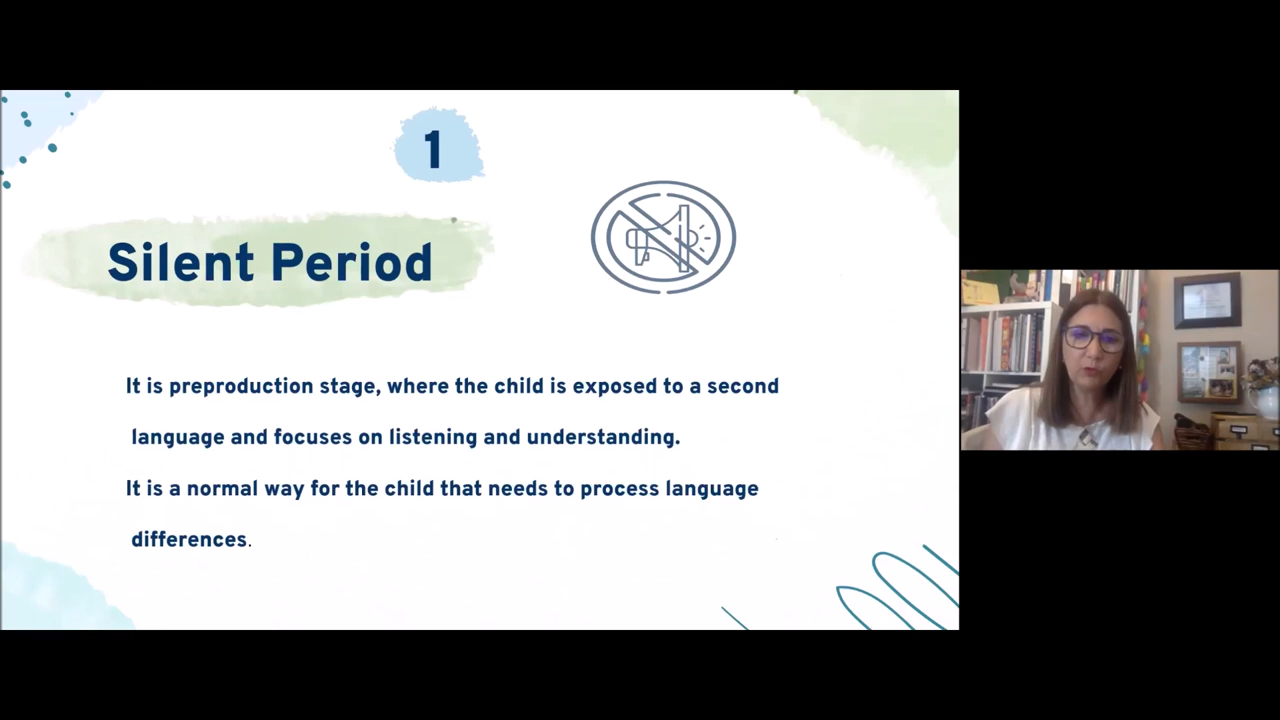 1
Silent Period
It is preproduction stage, where the child is exposed to a second
language and focuses on listening and understanding.
It is a normal way for the child that needs to process language
differences.